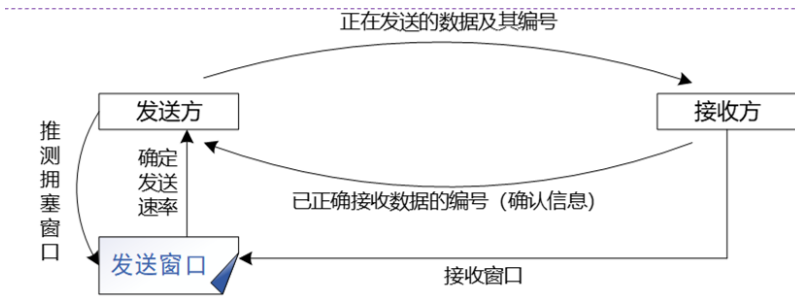 正在发送的数据及其编号
发送方
接收方
推测拥塞窗口
确定
发送
速率
已正确接收数据的编号（确认信息）
发送窗口
接收窗口